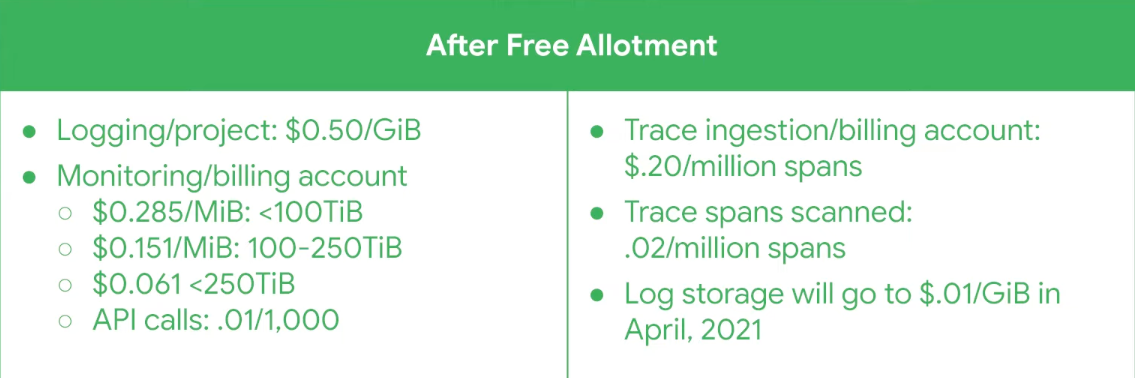 After Free Allotment
● Logging/project: $0.50/GiB
● Monitoring/billing account
○ $0.285/MiB: <100TiB
○ $0.151/MiB: 100-250TiB
○ $0.061 <250TiB
○ API calls: .01/1,000
● Trace ingestion/billing account:
$.20/million spans
● Trace spans scanned:
.02/million spans
● Log storage will go to $.01/GiB in
April, 2021